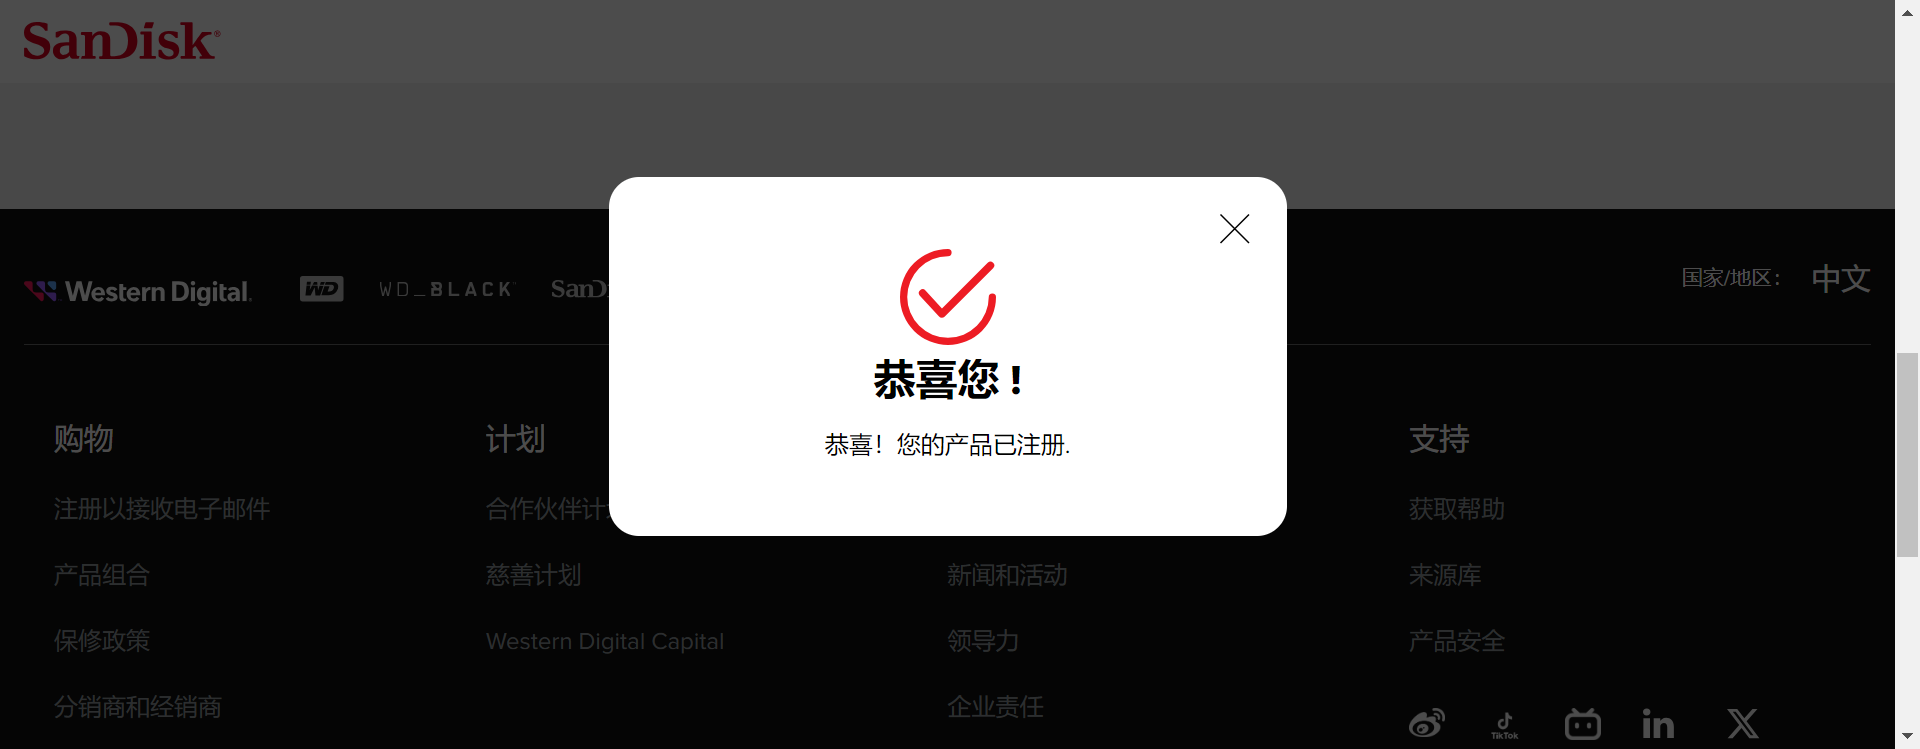 SanDisk®
Western Digital.
WD
WD_BLACK
SanD
国家/地区：
中文
恭喜您！
恭喜！您的产品已注册.
购物
计划
支持
注册以接收电子邮件
合作伙伴计
获取帮助
产品组合
慈善计划
新闻和活动
来源库
保修政策
Western Digital Capital
领导力
产品安全
分销商和经销商
企业责任
TikTok
in
X